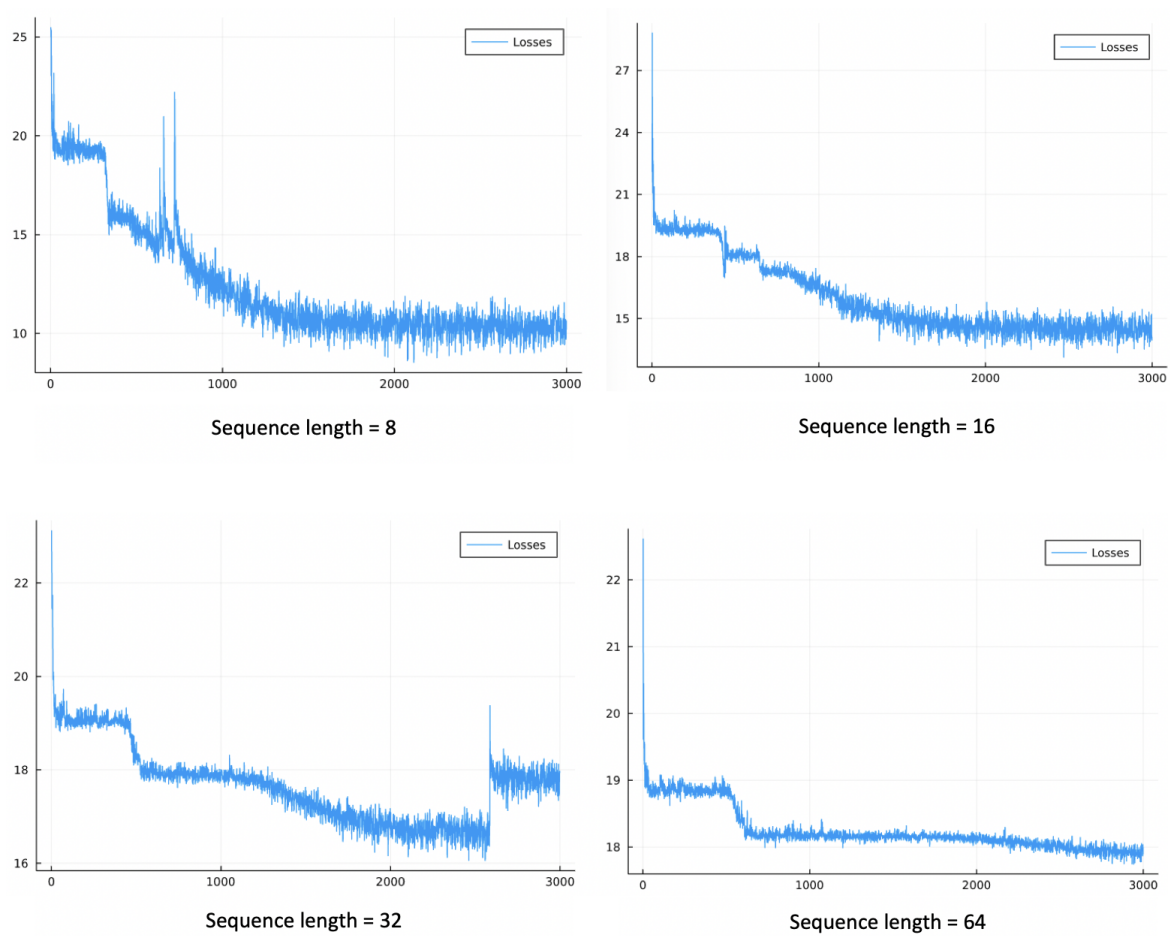 Losses
25
20
15
10
0 1000 2000 3000
Sequence length = 8
Losses
27
24
21
18
15
0 1000 2000 3000
Sequence length = 16
Losses
22
20
18
16
0 1000 2000 3000
Sequence length = 32
Losses
22
21
20
19
18
0 1000 2000 3000
Sequence length = 64